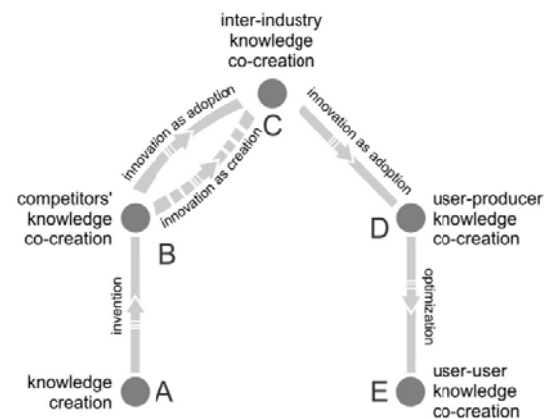 inter-industry
knowledge
co-creation
C
innovation as adoption
innovation as creation
innovation as adoption
competitors'
knowledge
co-creation
B
user-producer
knowledge
co-creation
D
invention
optimization
knowledge
creation
A
user-user
knowledge
co-creation
E